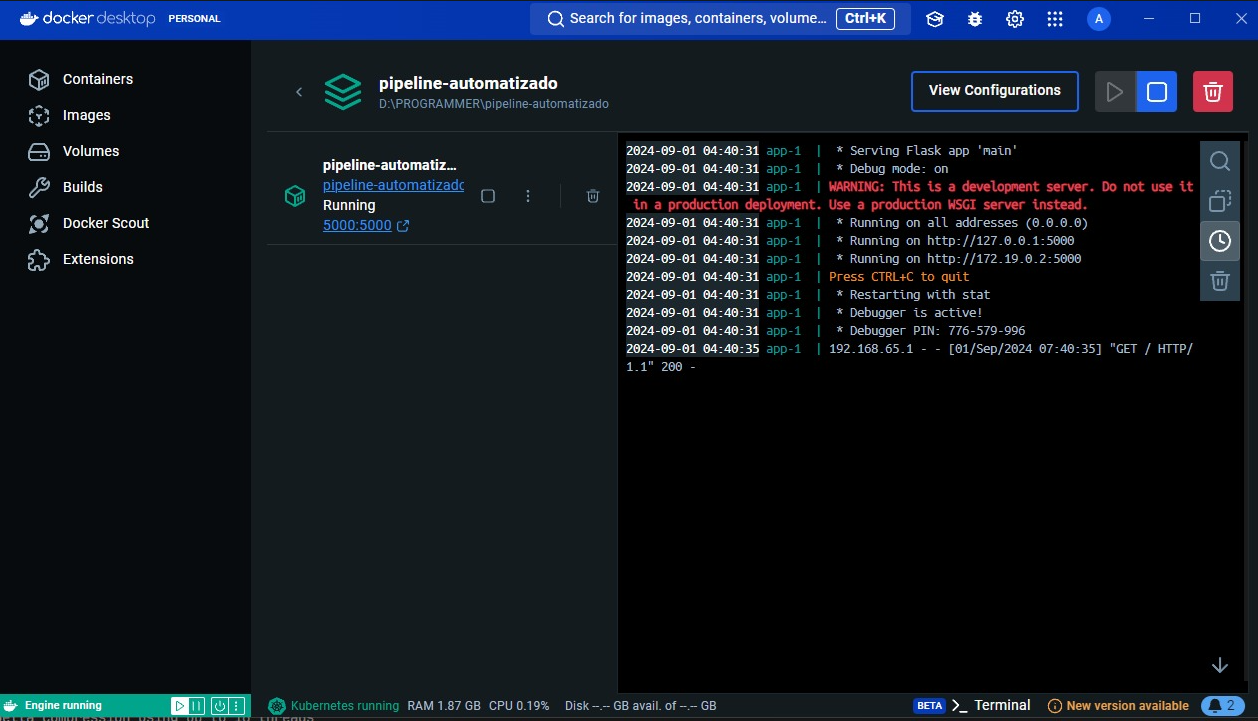 docker desktop PERSONAL
Search for images, containers, volume... Ctrl+K
A
Containers
Images
Volumes
Builds
Docker Scout
Extensions
pipeline-automatizado
D:\PROGRAMMER\pipeline-automatizado
View Configurations
pipeline-automatiz...
pipeline-automatizado
Running
5000:5000
2024-09-01 04:40:31 app-1 | * Serving Flask app 'main'
2024-09-01 04:40:31 app-1 | * Debug mode: on
2024-09-01 04:40:31 app-1 | WARNING: This is a development server. Do not use it
in a production deployment. Use a production WSGI server instead.
2024-09-01 04:40:31 app-1 | * Running on all addresses (0.0.0.0)
2024-09-01 04:40:31 app-1 | * Running on http://127.0.0.1:5000
2024-09-01 04:40:31 app-1 | * Running on http://172.19.0.2:5000
2024-09-01 04:40:31 app-1 | Press CTRL+C to quit
2024-09-01 04:40:31 app-1 | * Restarting with stat
2024-09-01 04:40:31 app-1 | * Debugger is active!
2024-09-01 04:40:31 app-1 | * Debugger PIN: 776-579-996
2024-09-01 04:40:35 app-1 | 192.168.65.1 - - [01/Sep/2024 07:40:35] "GET / HTTP/
1.1" 200 -
Engine running
Kubernetes running RAM 1.87 GB CPU 0.19% Disk --.-- GB avail. of --.-- GB
BETA >_ Terminal
New version available
2